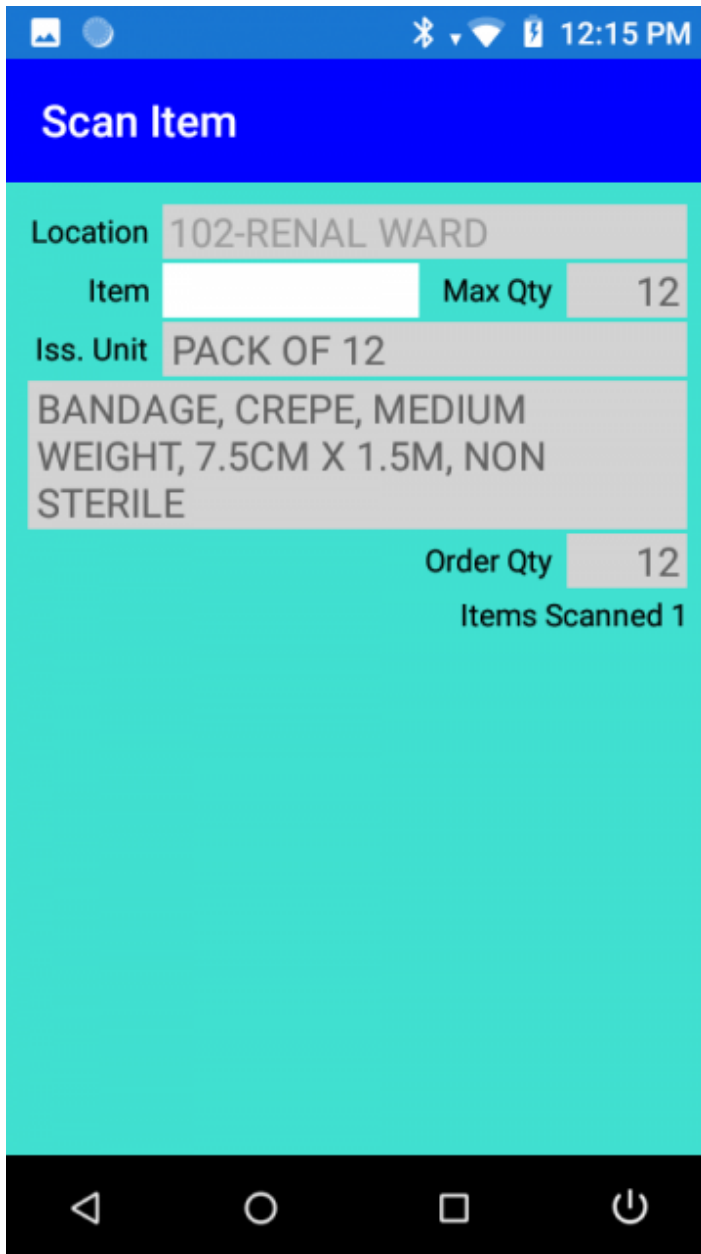 12:15 PM
Scan Item
Location 102-RENAL WARD
Item Max Qty 12
Iss. Unit PACK OF 12
BANDAGE, CREPE, MEDIUM
WEIGHT, 7.5CM X 1.5M, NON
STERILE
Order Qty 12
Items Scanned 1